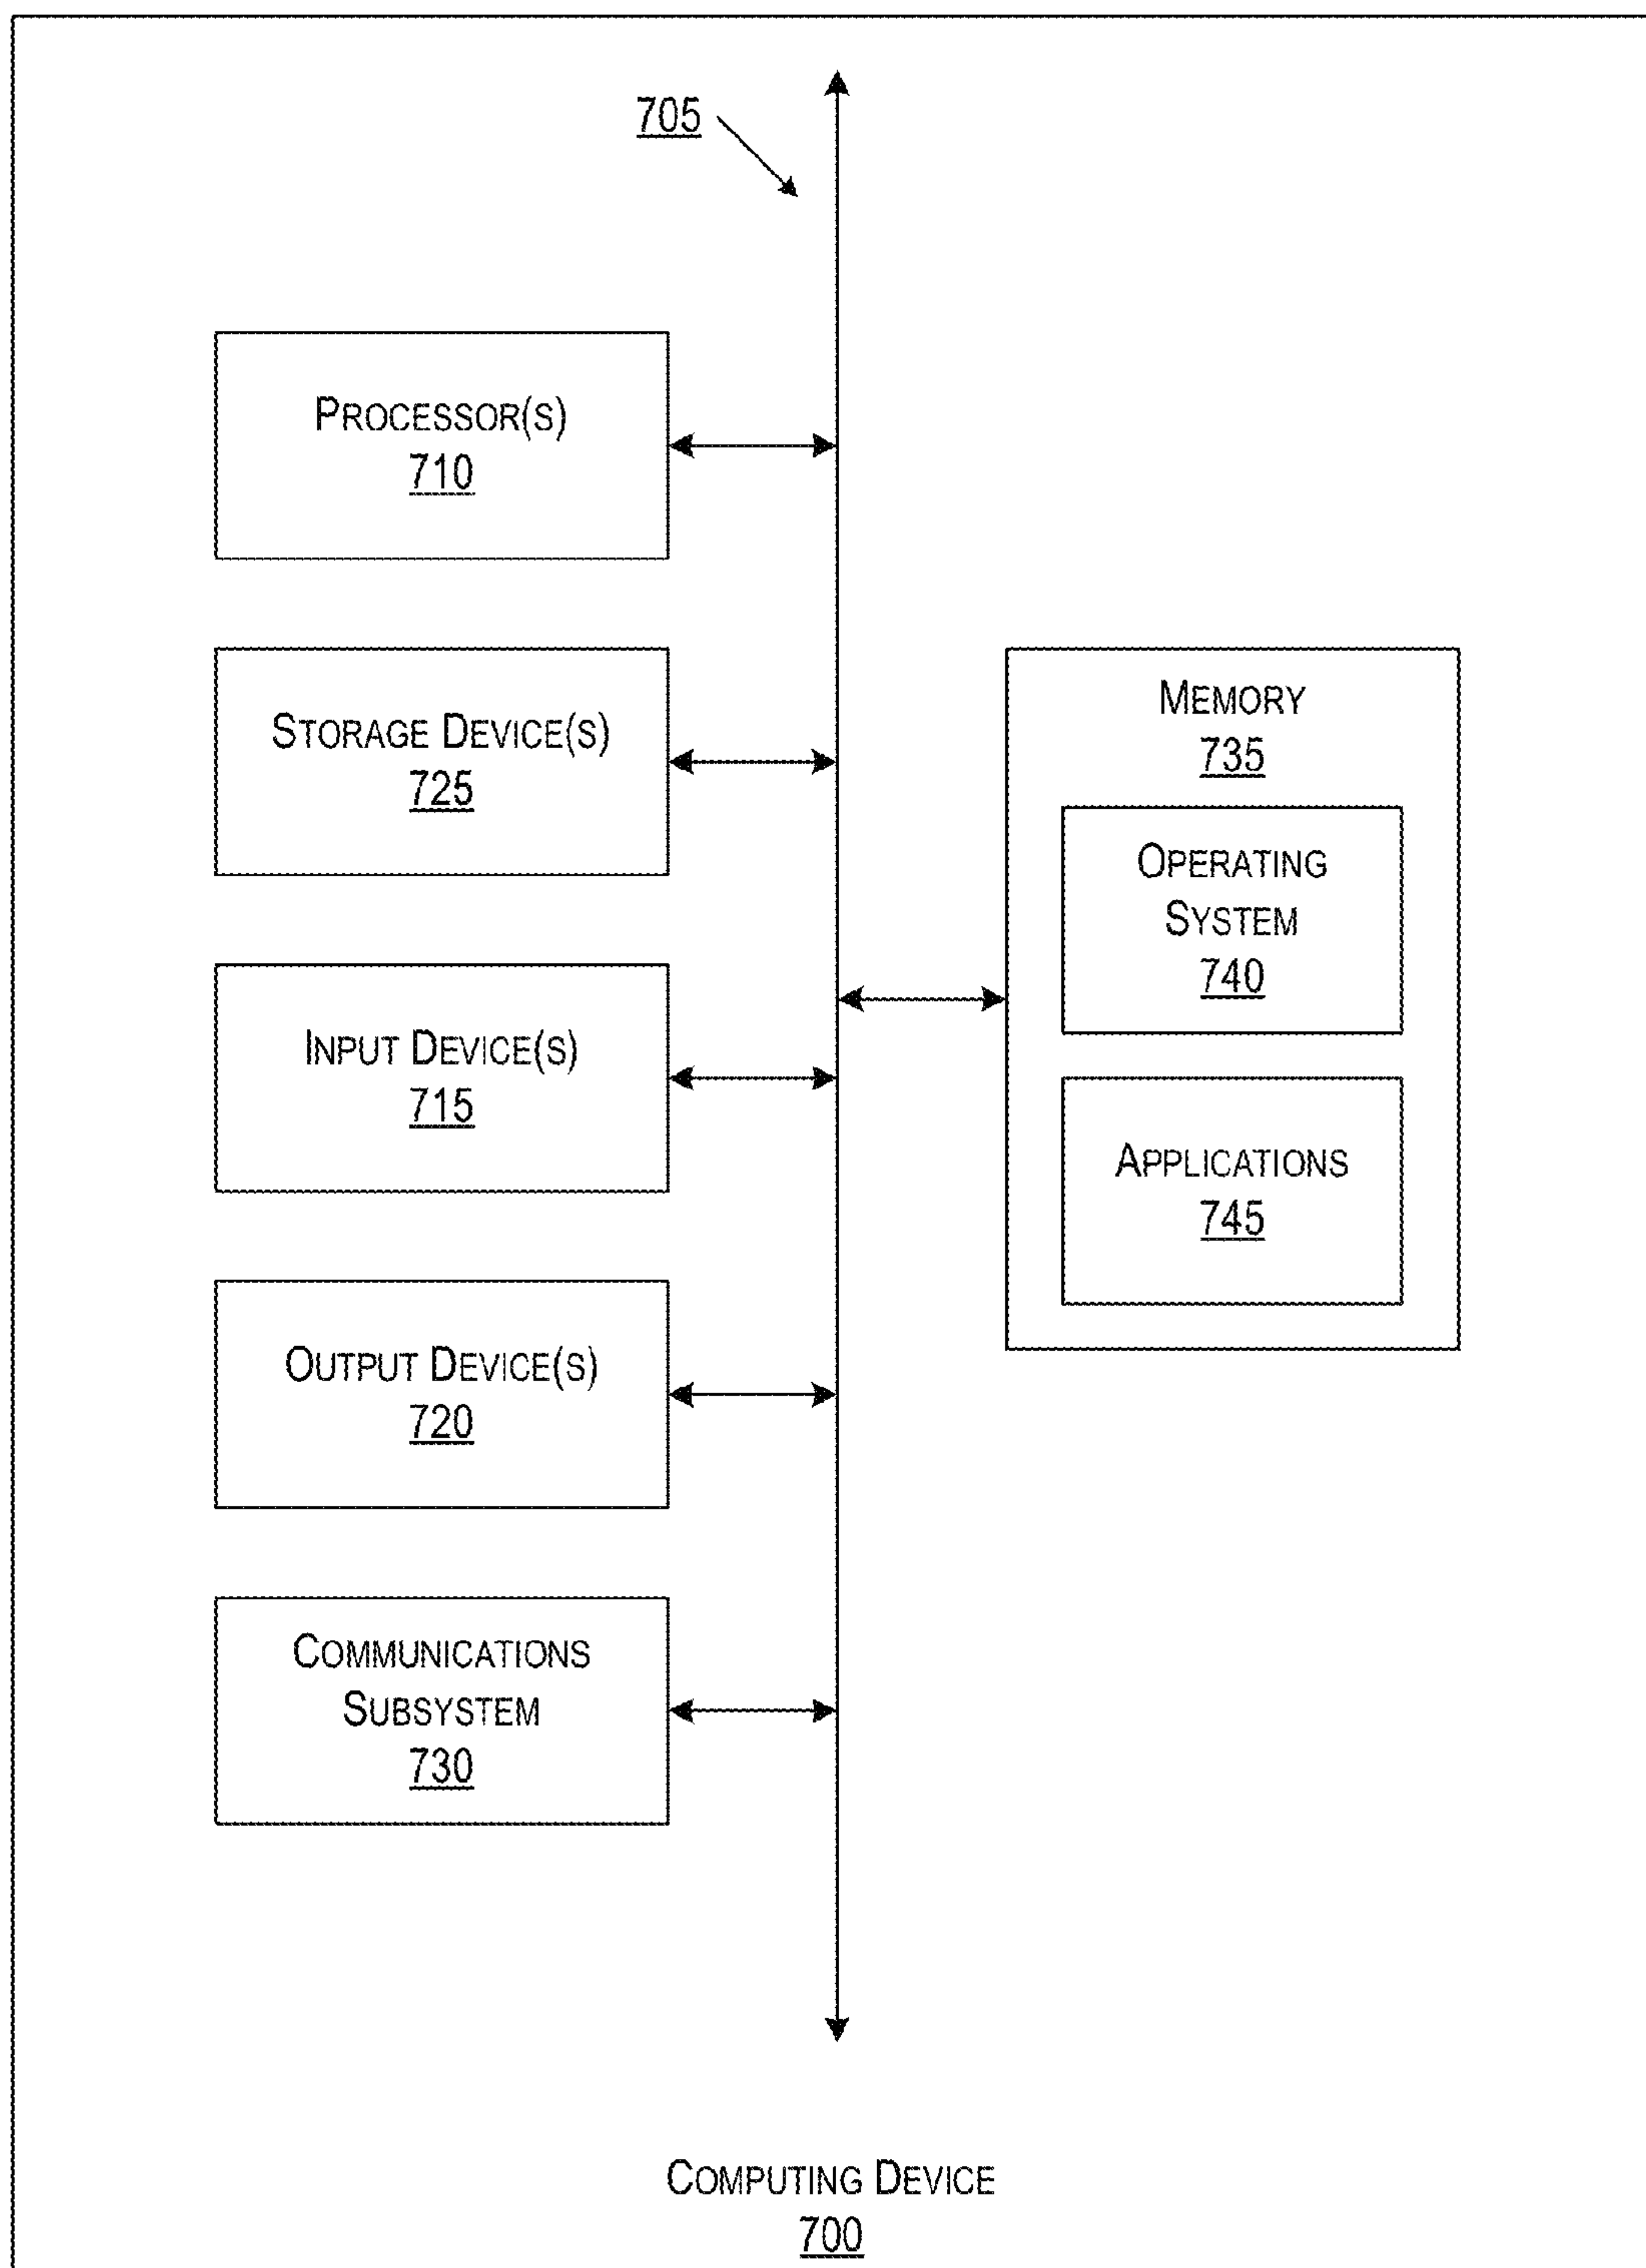 705
PROCESSOR(S)
710
STORAGE DEVICE(S)
725
INPUT DEVICE(S)
715
OUTPUT DEVICE(S)
720
COMMUNICATIONS
SUBSYSTEM
730
MEMORY
735
OPERATING
SYSTEM
740
APPLICATIONS
745
COMPUTING DEVICE
700